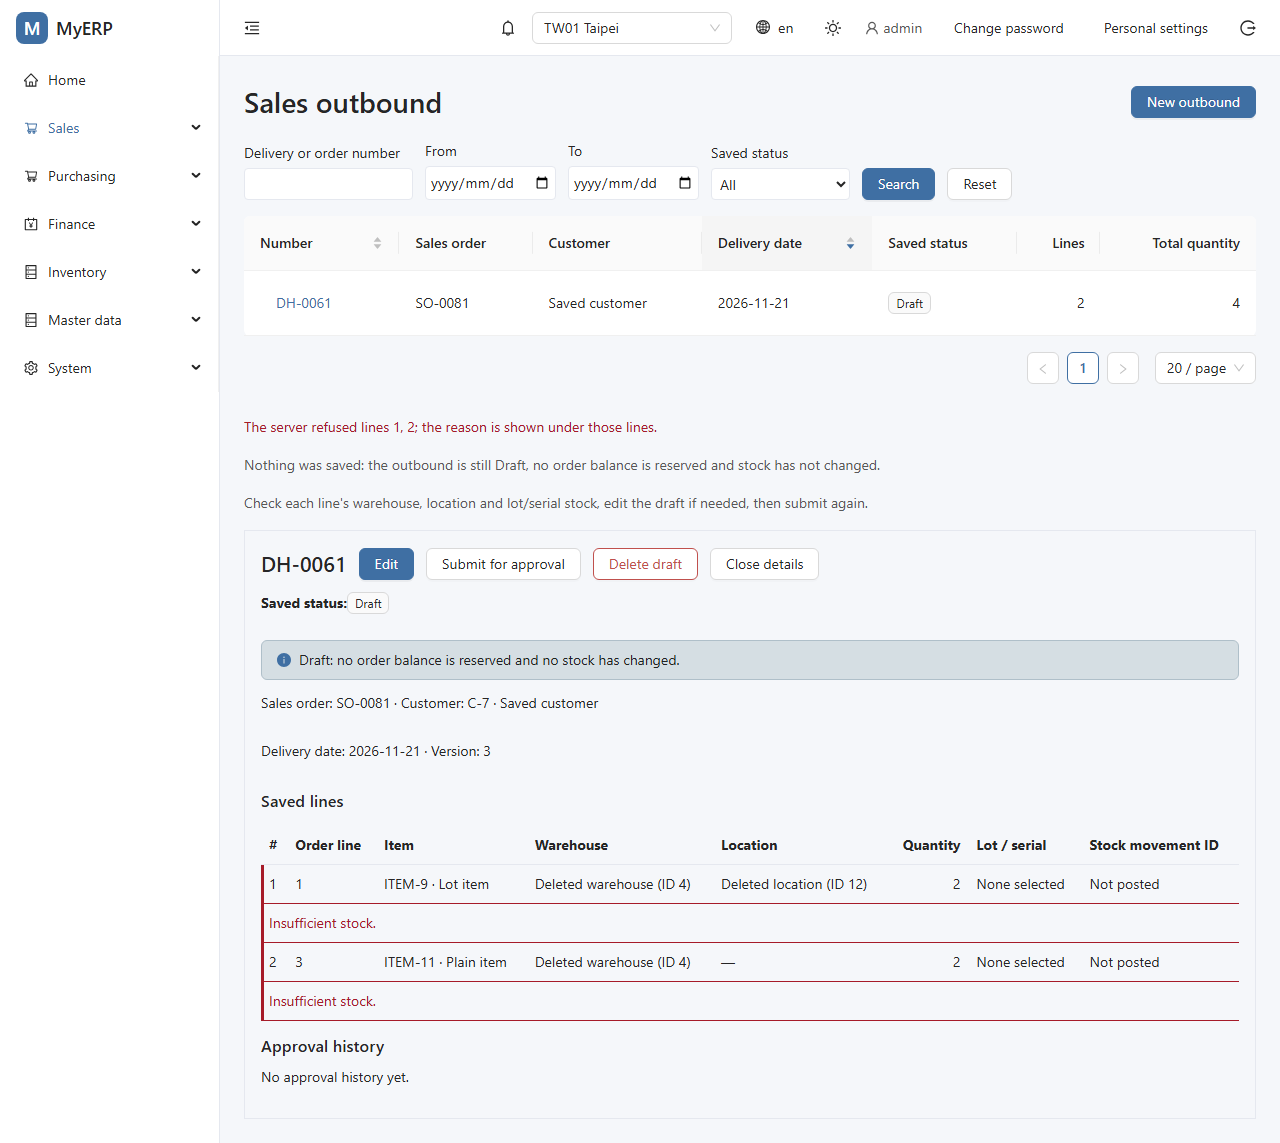 M MyERP
TW01 Taipei
en
admin
Change password
Personal settings
Home
Sales
Purchasing
Finance
Inventory
Master data
System
Sales outbound
New outbound
Delivery or order number
From
To
Saved status
yyyy/mm/dd
yyyy/mm/dd
All
Search
Reset
Number Sales order Customer Delivery date Saved status Lines Total quantity
DH-0061 SO-0081 Saved customer 2026-11-21 Draft 2 4
< 1 > 20 / page
The server refused lines 1, 2; the reason is shown under those lines.
Nothing was saved: the outbound is still Draft, no order balance is reserved and stock has not changed.
Check each line's warehouse, location and lot/serial stock, edit the draft if needed, then submit again.
DH-0061 Edit Submit for approval Delete draft Close details
Saved status: Draft
Draft: no order balance is reserved and no stock has changed.
Sales order: SO-0081 · Customer: C-7 · Saved customer
Delivery date: 2026-11-21 · Version: 3
Saved lines
# Order line Item Warehouse Location Quantity Lot / serial Stock movement ID
1 1 ITEM-9 · Lot item Deleted warehouse (ID 4) Deleted location (ID 12) 2 None selected Not posted
Insufficient stock.
2 3 ITEM-11 · Plain item Deleted warehouse (ID 4) — 2 None selected Not posted
Insufficient stock.
Approval history
No approval history yet.